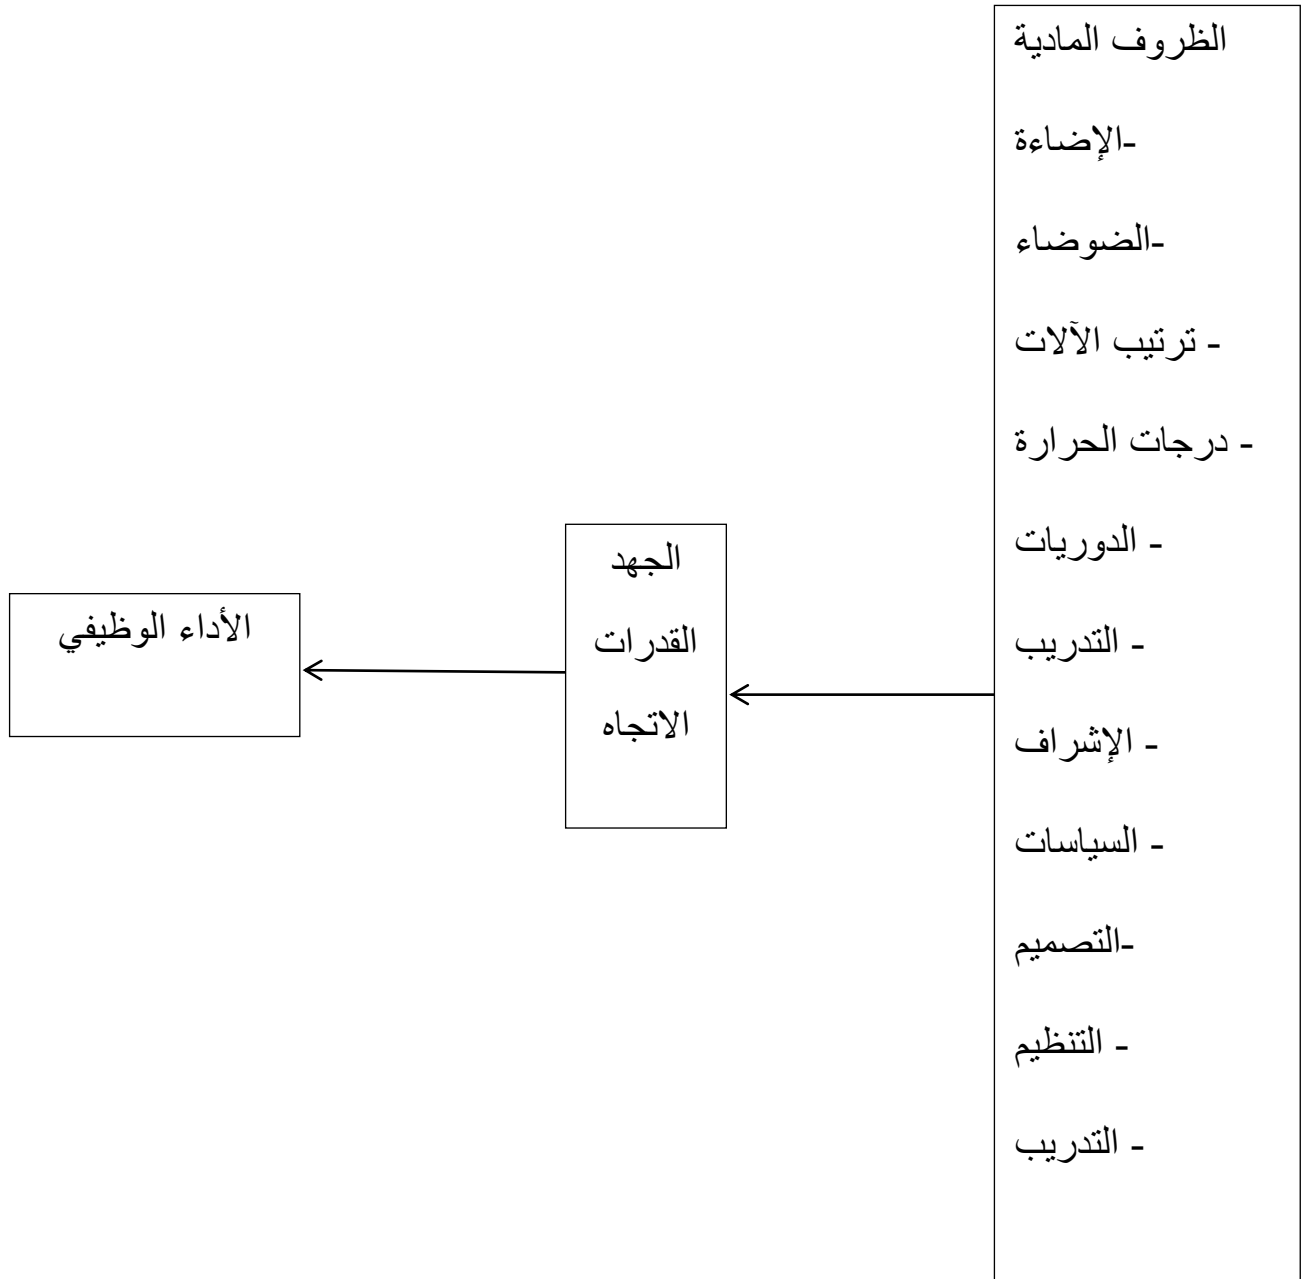 الظروف المادية
-الإضاءة
-الضوضاء
- ترتيب الآلات
- درجات الحرارة
- الدوريات
- التدريب
- الإشراف
- السياسات
-التصميم
- التنظيم
- التدريب
الجهد
القدرات
الاتجاه
الأداء الوظيفي